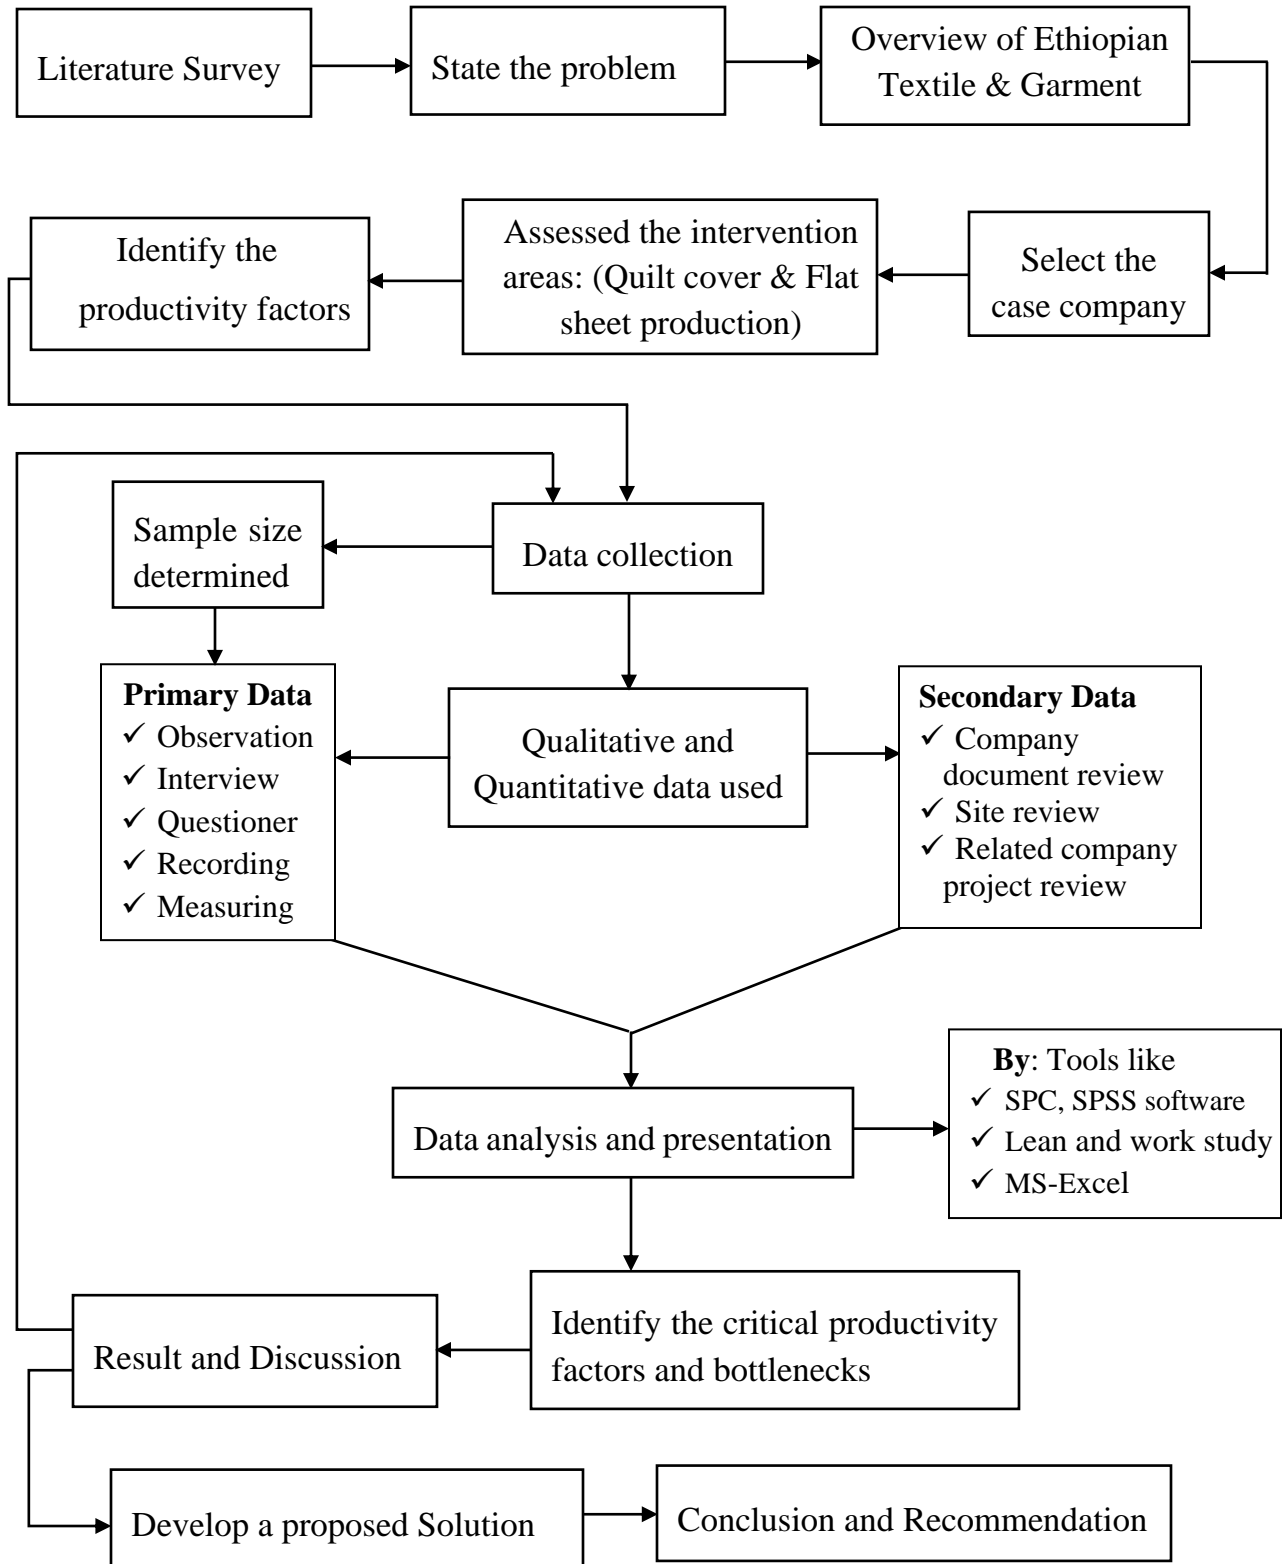 Literature Survey
State the problem
Overview of Ethiopian
Textile & Garment
Select the
case company
Assessed the intervention
areas: (Quilt cover & Flat
sheet production)
Identify the
productivity factors
Data collection
Sample size
determined
Primary Data
✓ Observation
✓ Interview
✓ Questioner
✓ Recording
✓ Measuring
Qualitative and
Quantitative data used
Secondary Data
✓ Company
document review
✓ Site review
✓ Related company
project review
Data analysis and presentation
By: Tools like
✓ SPC, SPSS software
✓ Lean and work study
✓ MS-Excel
Identify the critical productivity
factors and bottlenecks
Result and Discussion
Develop a proposed Solution
Conclusion and Recommendation